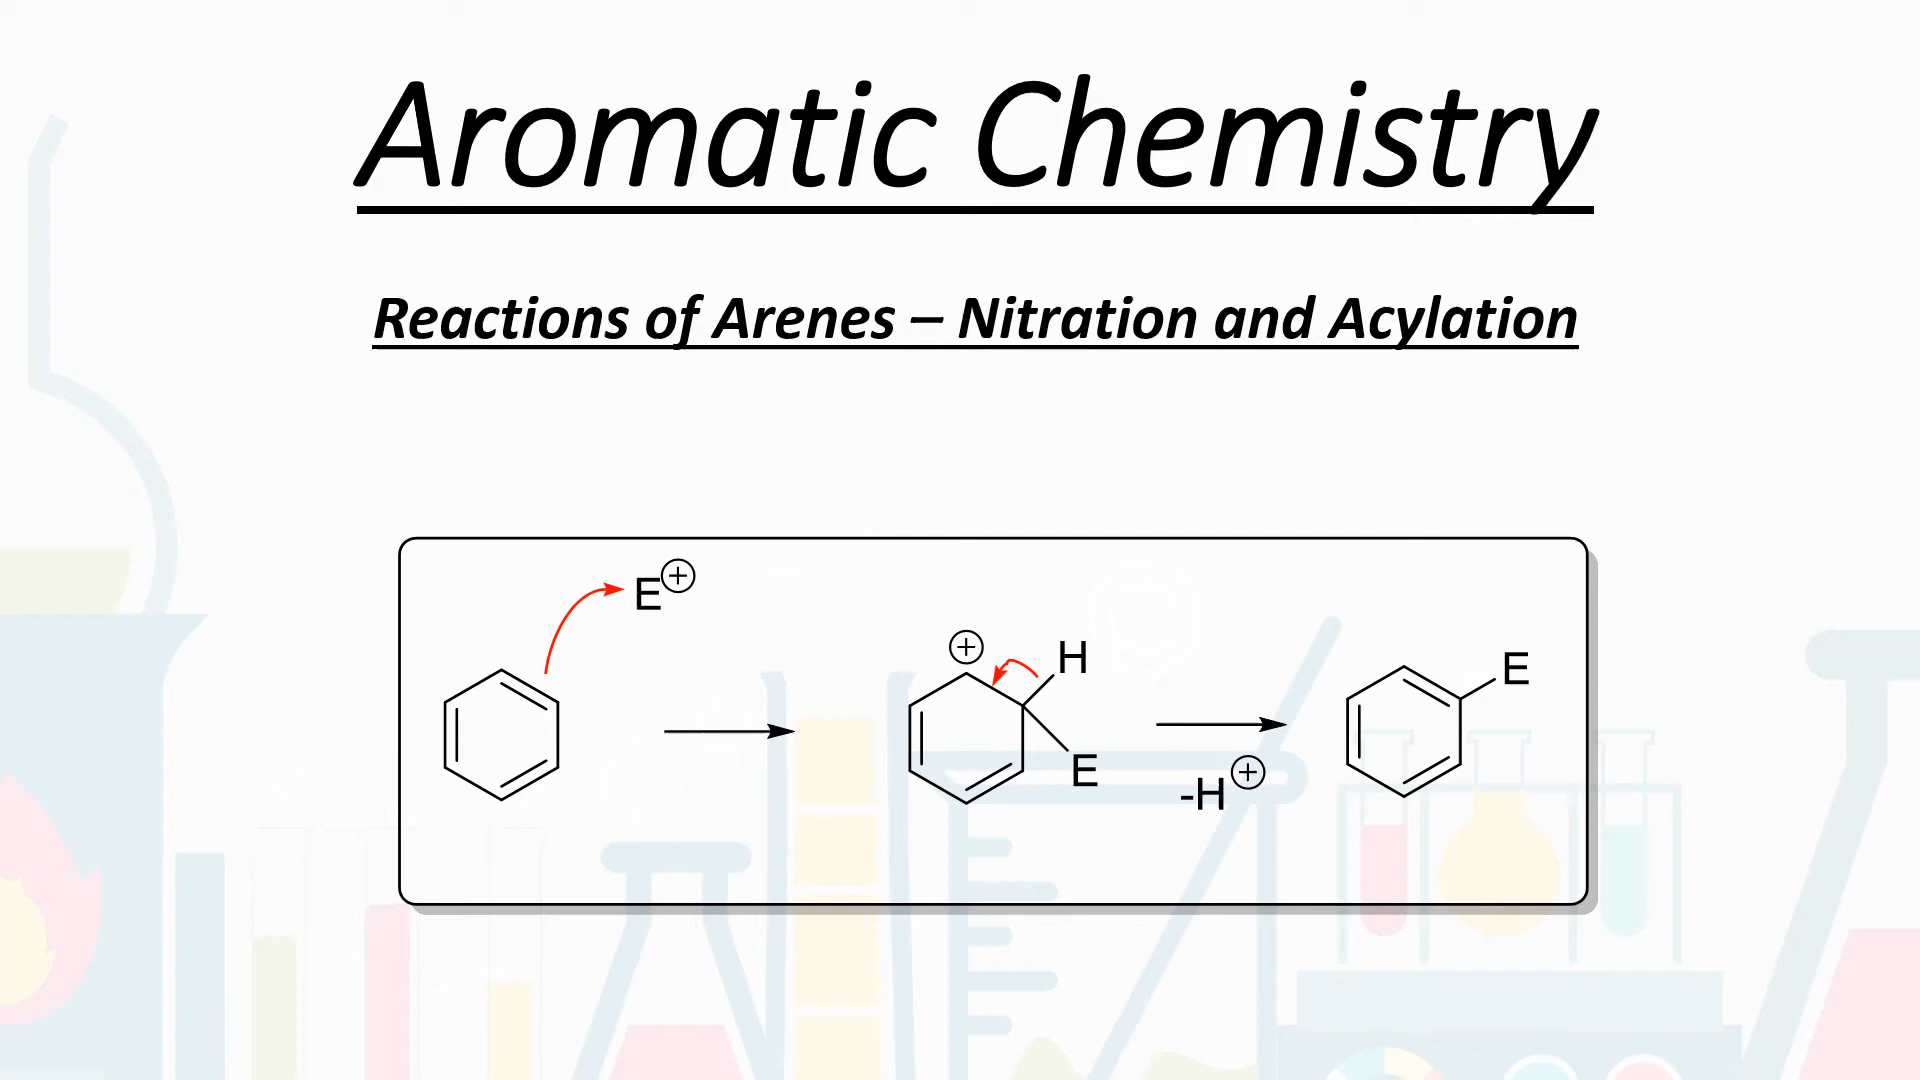 Aromatic Chemistry
Reactions of Arenes – Nitration and Acylation
E⊕
⊕
H
E
-H⊕
E